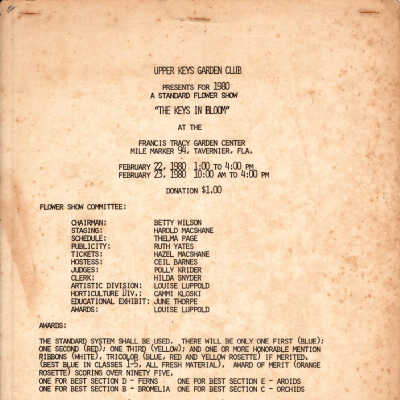 UPPER KEYS GARDEN CLUB
PRESENTS FOR 1980
A STANDARD FLOWER SHOW
"THE KEYS IN BLOOM"
AT THE
FRANCIS TRACY GARDEN CENTER
MILE MARKER 94, TAVERNIER, FLA.
FEBRUARY 22, 1980 1:00 TO 4:00 PM
FEBRUARY 23, 1980 10:00 AM TO 4:00 PM
DONATION $1.00
FLOWER SHOW COMMITTEE:
CHAIRMAN: BETTY WILSON
STAGING: HAROLD MACSHANE
SCHEDULE: THELMA PAGE
PUBLICITY: RUTH YATES
TICKETS: HAZEL MACSHANE
HOSTESS: CEIL BARNES
JUDGES: POLLY KRIDER
CLERK: HILDA SNYDER
ARTISTIC DIVISION: LOUISE LUPPOLD
HORTICULTURE DIV.: CAMMI KLOSKI
EDUCATIONAL EXHIBIT: JUNE THORPE
AWARDS: LOUISE LUPPOLD
AWARDS:
THE STANDARD SYSTEM SHALL BE USED. THERE WILL BE ONLY ONE FIRST (BLUE);
ONE SECOND (RED); ONE THIRD (YELLOW); AND ONE OR MORE HONORABLE MENTION
RIBBONS (WHITE). TRICOLOR (BLUE, RED AND YELLOW ROSETTE) IF MERITED.
(BEST BLUE IN CLASSES 1-5, ALL FRESH MATERIAL). AWARD OF MERIT (ORANGE
ROSETTE) SCORING OVER NINETY FIVE.
ONE FOR BEST SECTION D - FERNS ONE FOR BEST SECTION E - AROIDS
ONE FOR BEST SECTION B - BROMELIA ONE FOR BEST SECTION C - ORCHIDS